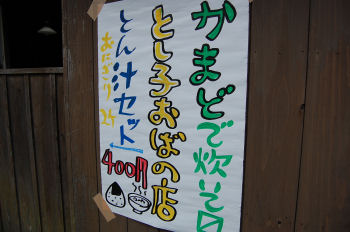 かまどで炊いた
とし子おばの店
とん汁セット
おにぎり2ケ
400円